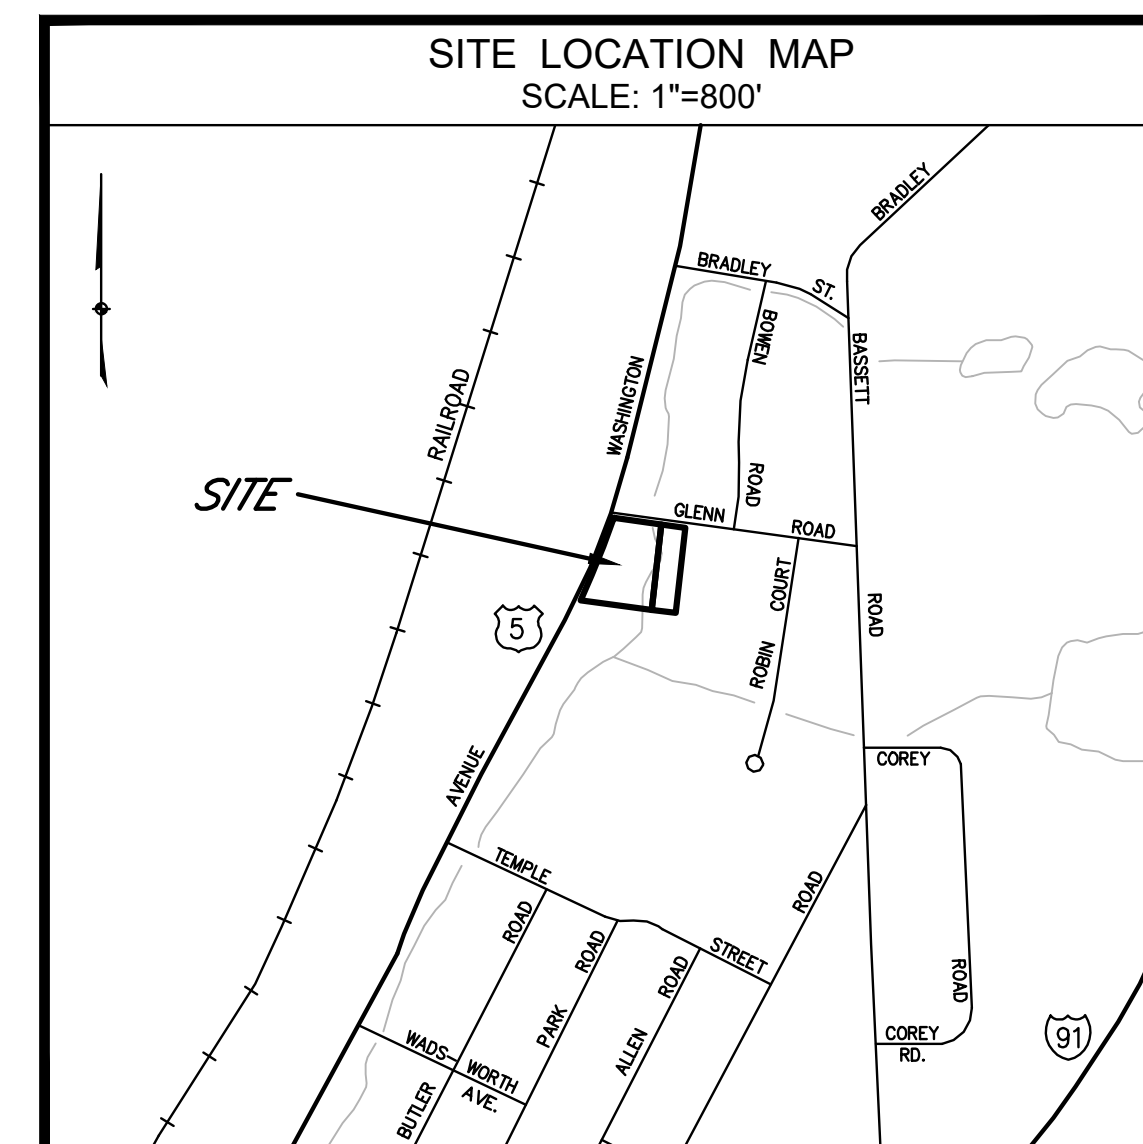 SITE LOCATION MAP
SCALE: 1"=800'
BRADLEY
BRADLEY
ST.
BOWEN
BASSETT
WASHINGTON
RAILROAD
ROAD
SITE
GLENN
ROAD
COURT
ROAD
5
ROBIN
COREY
AVENUE
TEMPLE
ROAD
ROAD
ROAD
STREET
ROAD
ROAD
PARK
COREY
RD.
91
WADS-
WORTH
AVE.
ALLEN
BUTLER